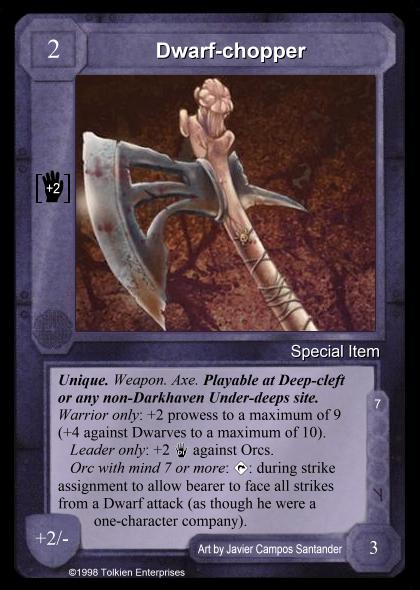 2
Dwarf-chopper
[+2]
Special Item
Unique. Weapon. Axe. Playable at Deep-cleft
or any non-Darkhaven Under-deeps site.
Warrior only: +2 prowess to a maximum of 9
(+4 against Dwarves to a maximum of 10).
Leader only: +2 against Orcs.
Orc with mind 7 or more: : during strike
assignment to allow bearer to face all strikes
from a Dwarf attack (as though he were a
one-character company).
7
+2/-
Art by Javier Campos Santander
3
©1998 Tolkien Enterprises